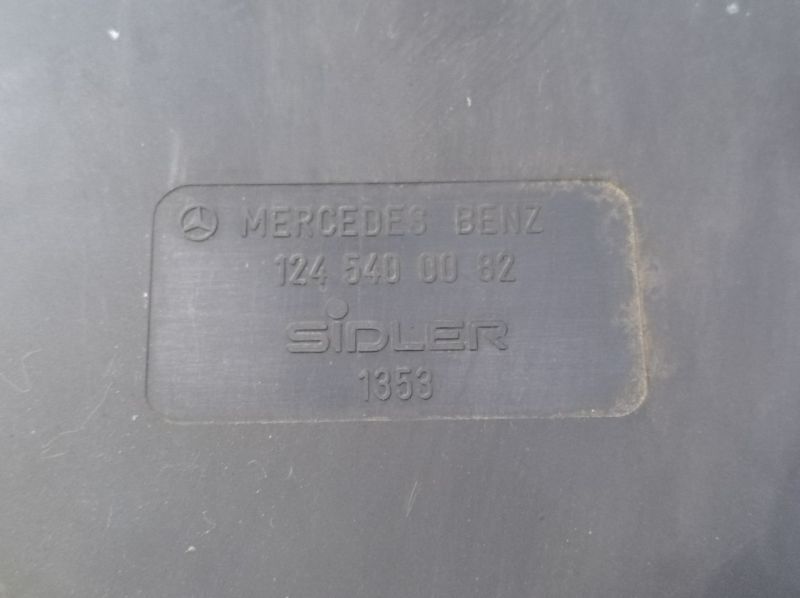 MERCEDES BENZ
124 540 00 82
SiDLER
1353